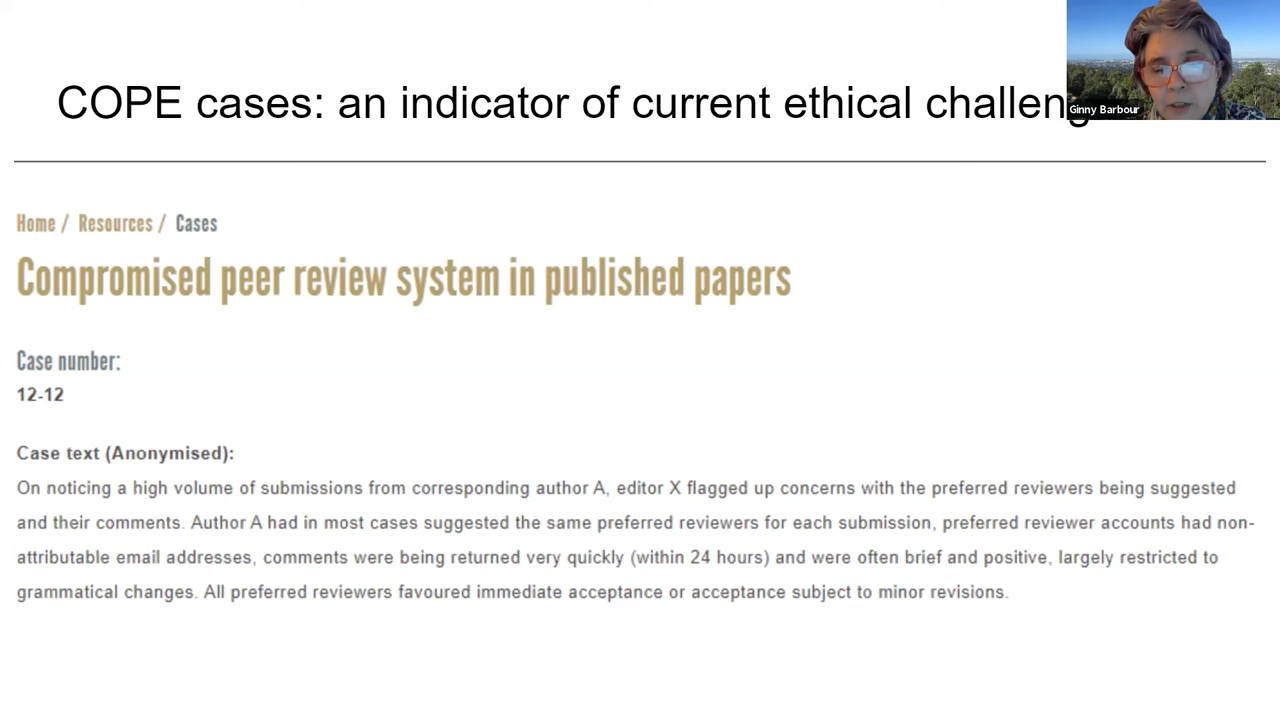 COPE cases: an indicator of current ethical challeng
Ginny Barbour
Home / Resources / Cases
Compromised peer review system in published papers
Case number:
12-12
Case text (Anonymised):
On noticing a high volume of submissions from corresponding author A, editor X flagged up concerns with the preferred reviewers being suggested
and their comments. Author A had in most cases suggested the same preferred reviewers for each submission, preferred reviewer accounts had non-
attributable email addresses, comments were being returned very quickly (within 24 hours) and were often brief and positive, largely restricted to
grammatical changes. All preferred reviewers favoured immediate acceptance or acceptance subject to minor revisions.